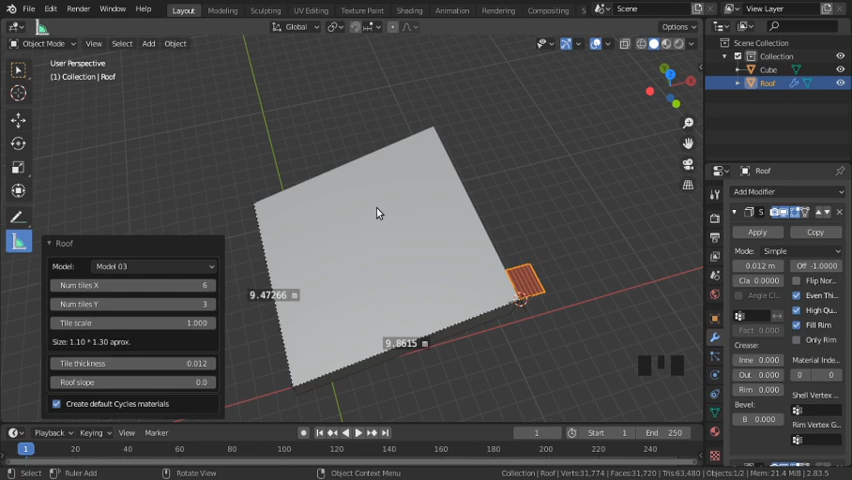 File Edit Render Window Help Layout Modeling Sculpting UV Editing Texture Paint Shading Animation Rendering Compositing Scene View Layer
Global Options
Object Mode View Select Add Object
User Perspective
(1) Collection | Roof
Scene Collection
Collection
Cube
Roof
Roof
Add Modifier
S
Apply Copy
Mode: Simple
0.012 m Off -1.0000
Cla 0.0000 Flip Nor
Angle Cl Even Thi
High Qu
Fact 0.0000 Fill Rim
Crease: Only Rim
Inne 0.000 Material Inde
Out 0.000 0 0
Rim 0.000 Shell Vertex
Bevel:
B 0.000 Rim Vertex G
Roof
Model: Model 03
Num tiles X 6
Num tiles Y 3
Tile scale 1.000
Size: 1.10 * 1.30 aprox.
Tile thickness 0.012
Roof slope 0.0
Create default Cycles materials
9.47266 m
9.8615 m
X
Playback Keying View Marker 1 Start 1 End 250
1 20 40 60 80 100 120 140 160 180 200 220 240
Select Ruler Add Rotate View Object Context Menu Collection | Roof | Verts:31,774 | Faces:31,720 | Tris:63,480 | Objects:1/2 | Mem: 21.4 MiB | 2.83.5